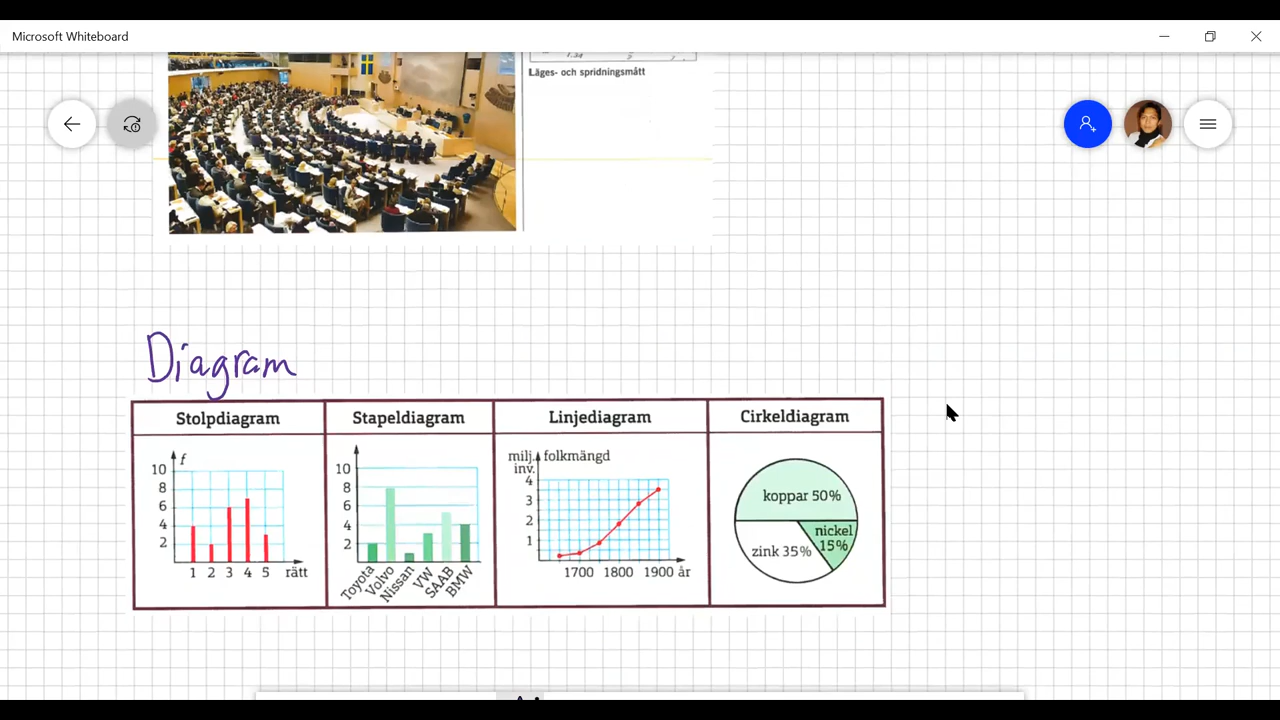 Microsoft Whiteboard
Läges- och spridningsmått
Diagram
Stolpdiagram
Stapeldiagram
Linjediagram
Cirkeldiagram
f
10
8
6
4
2
1 2 3 4 5 rätt
10
8
6
4
2
Toyota
Volvo
Nissan
VW
SAAB
BMW
milj. folkmängd
inv.
4
3
2
1
1700 1800 1900 år
koppar 50%
nickel
15%
zink 35%